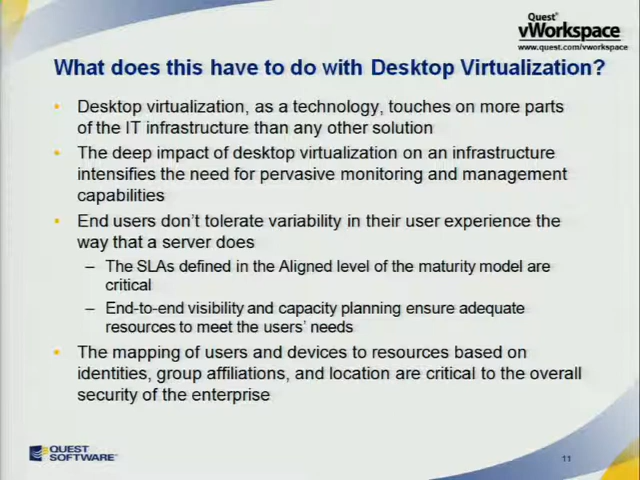 Quest®
vWorkspace
www.quest.com/vworkspace
What does this have to do with Desktop Virtualization?
• Desktop virtualization, as a technology, touches on more parts
of the IT infrastructure than any other solution
• The deep impact of desktop virtualization on an infrastructure
intensifies the need for pervasive monitoring and management
capabilities
• End users don't tolerate variability in their user experience the
way that a server does
– The SLAs defined in the Aligned level of the maturity model are
critical
– End-to-end visibility and capacity planning ensure adequate
resources to meet the users' needs
• The mapping of users and devices to resources based on
identities, group affiliations, and location are critical to the overall
security of the enterprise
QUEST
SOFTWARE™
11